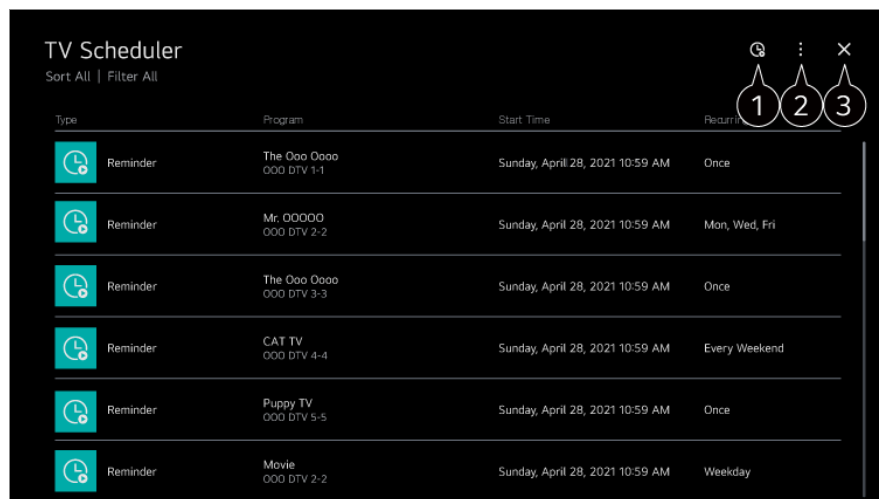 TV Scheduler
Sort All | Filter All
1 2 3
Type Program Start Time Recurring
Reminder The Ooo Oooo Sunday, April 28, 2021 10:59 AM Once
OOO DTV 1-1
Reminder Mr. OOOOO Sunday, April 28, 2021 10:59 AM Mon, Wed, Fri
OOO DTV 2-2
Reminder The Ooo Oooo Sunday, April 28, 2021 10:59 AM Once
OOO DTV 3-3
Reminder CAT TV Sunday, April 28, 2021 10:59 AM Every Weekend
OOO DTV 4-4
Reminder Puppy TV Sunday, April 28, 2021 10:59 AM Once
OOO DTV 5-5
Reminder Movie Sunday, April 28, 2021 10:59 AM Weekday
OOO DTV 2-2